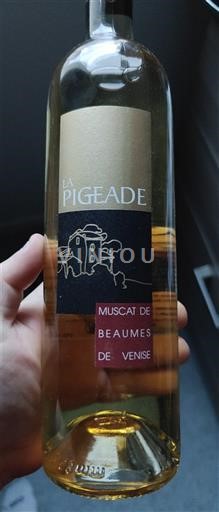 LA
PIGEADE
MUSCAT DE
BEAUMES
DE VENISE